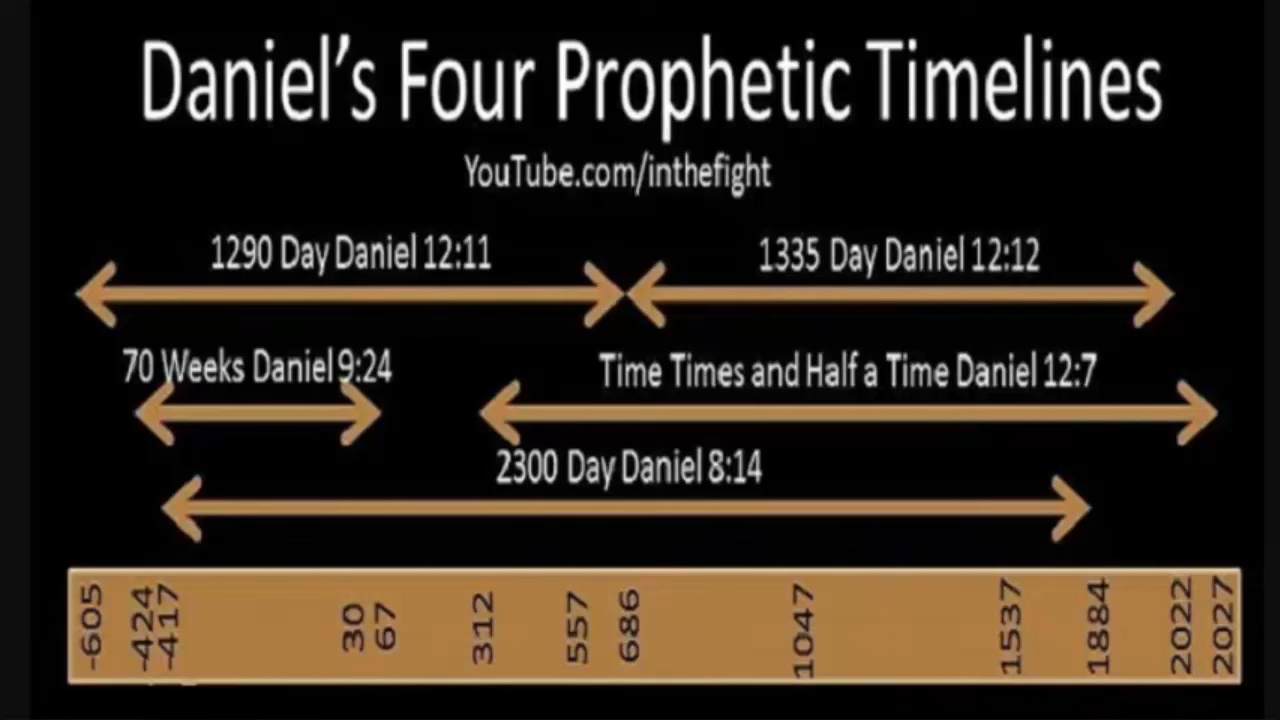 Daniel's Four Prophetic Timelines
YouTube.com/inthefight
1290 Day Daniel 12:11
1335 Day Daniel 12:12
70 Weeks Daniel 9:24
Time Times and Half a Time Daniel 12:7
2300 Day Daniel 8:14
-605
-424
-417
30
67
312
557
686
1047
1537
1884
2022
2027